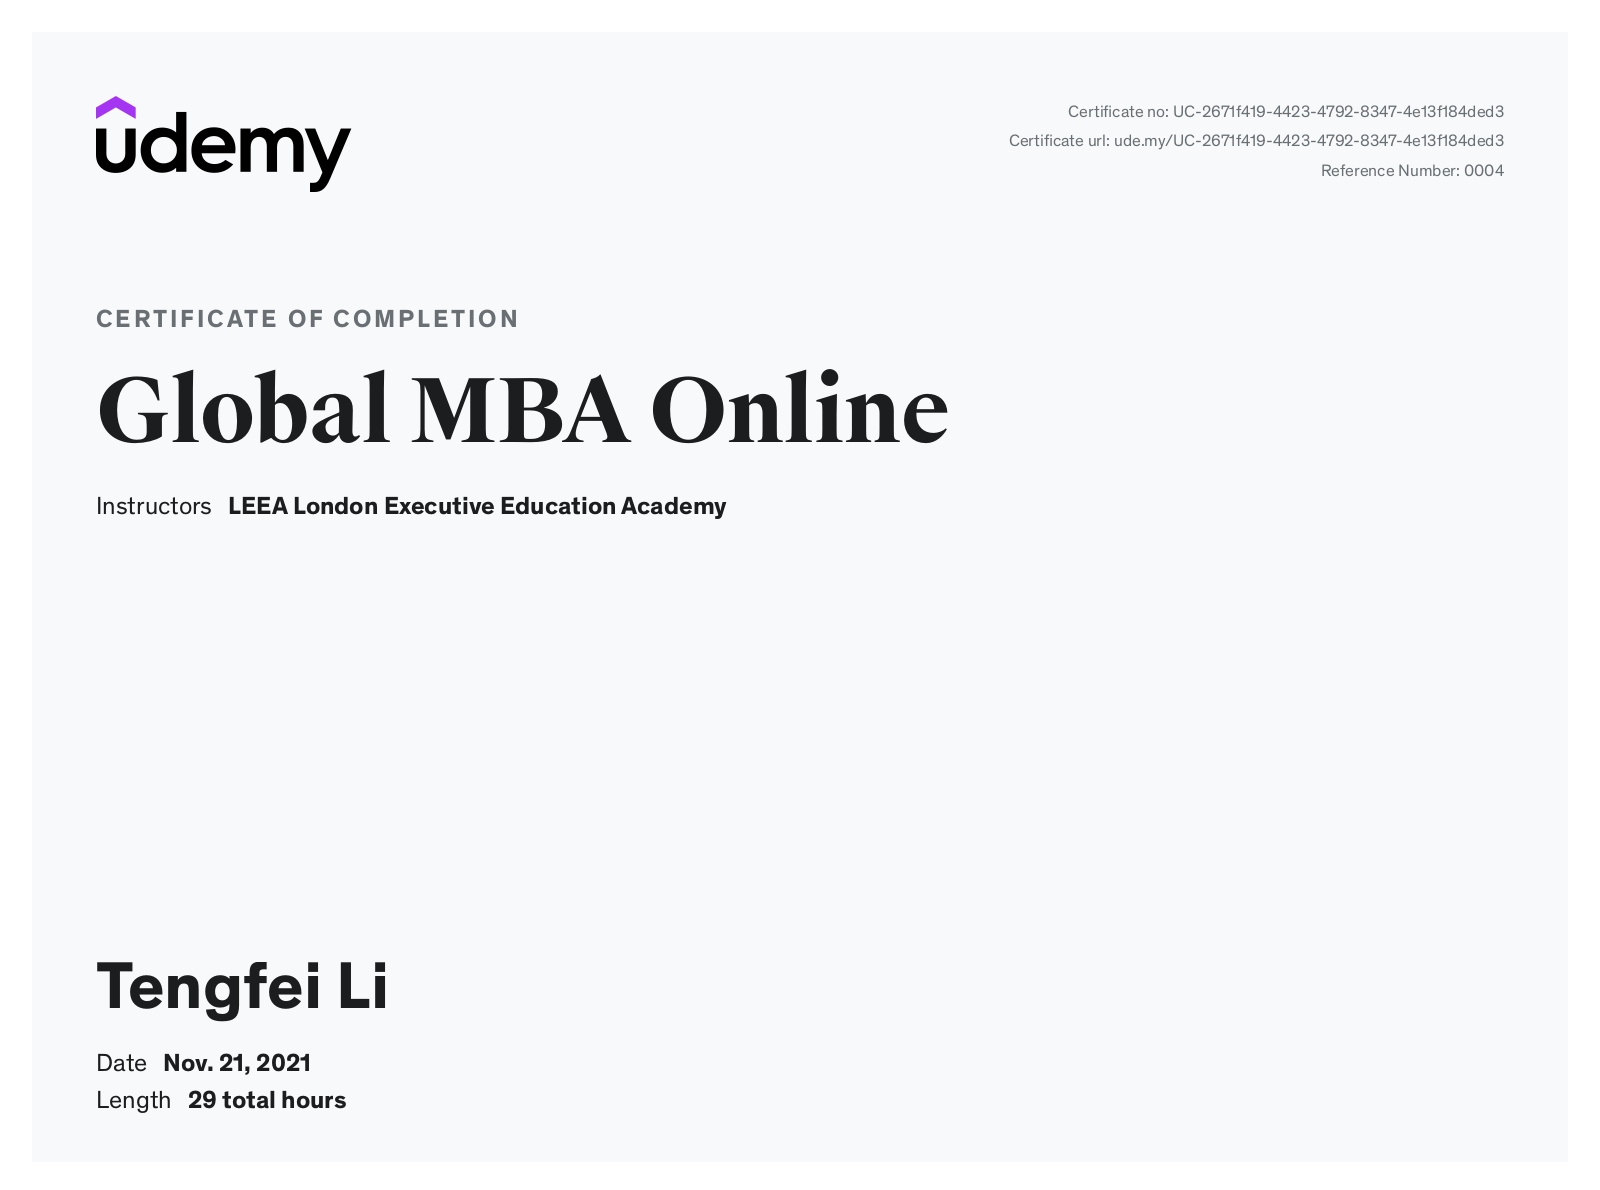 udemy
Certificate no: UC-2671f419-4423-4792-8347-4e13f184ded3
Certificate url: ude.my/UC-2671f419-4423-4792-8347-4e13f184ded3
Reference Number: 0004
CERTIFICATE OF COMPLETION
Global MBA Online
Instructors LEEA London Executive Education Academy
Tengfei Li
Date Nov. 21, 2021
Length 29 total hours